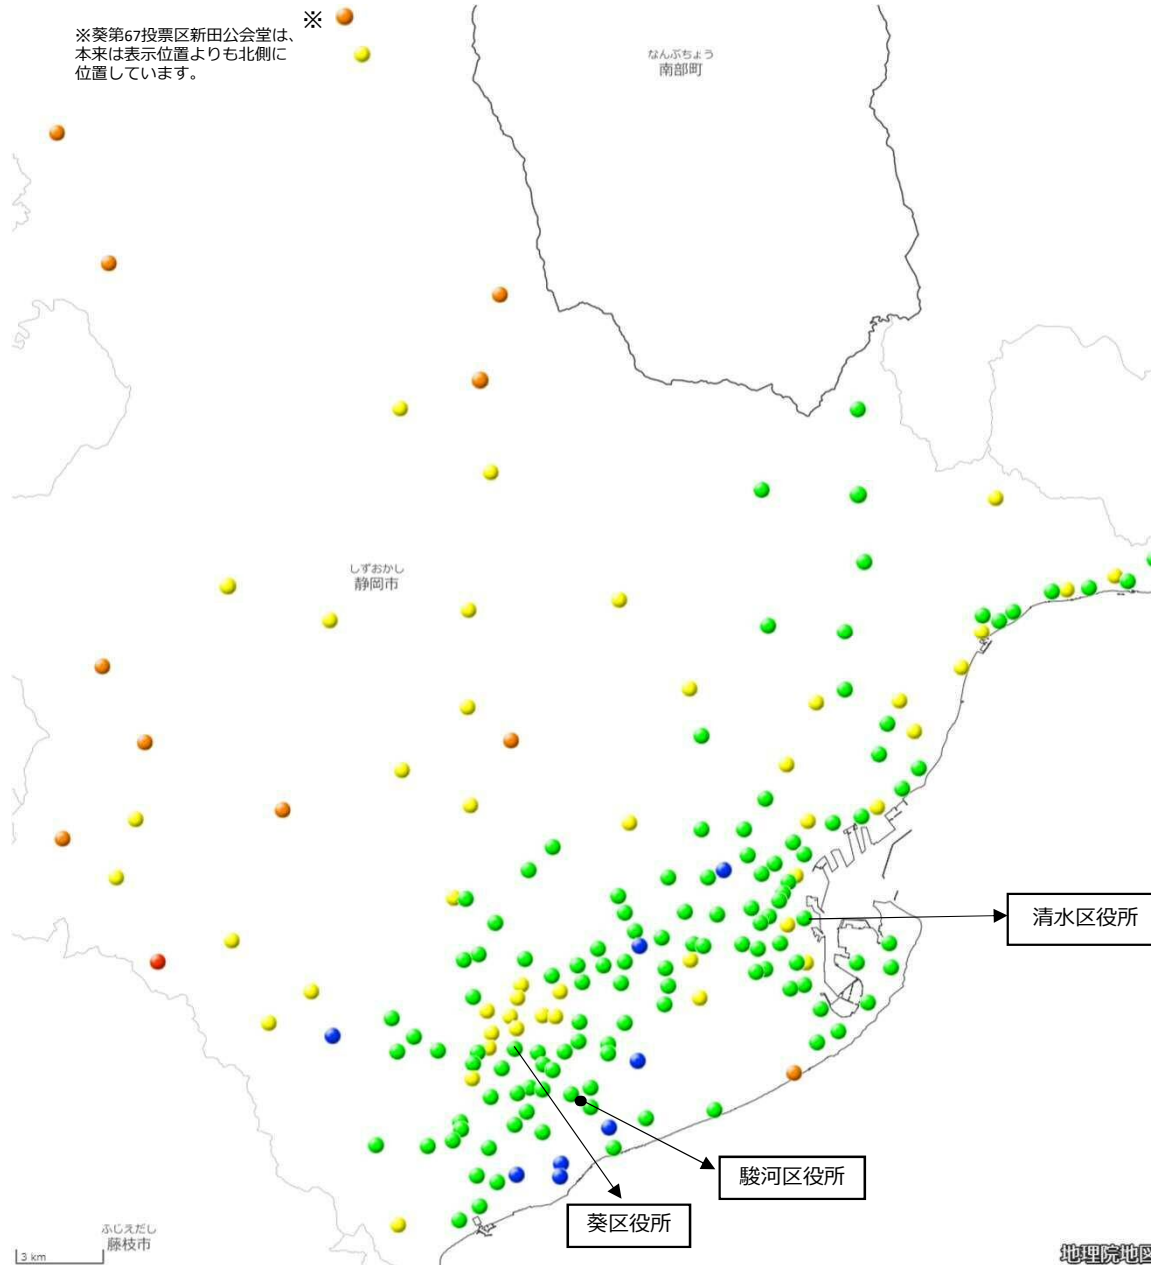 ※
※葵第67投票区新田公会堂は、
本来は表示位置よりも北側に
位置しています。
なんぶちょう
南部町
しずおかし
静岡市
清水区役所
駿河区役所
葵区役所
ふじえだし
藤枝市
3 km
地理院地図